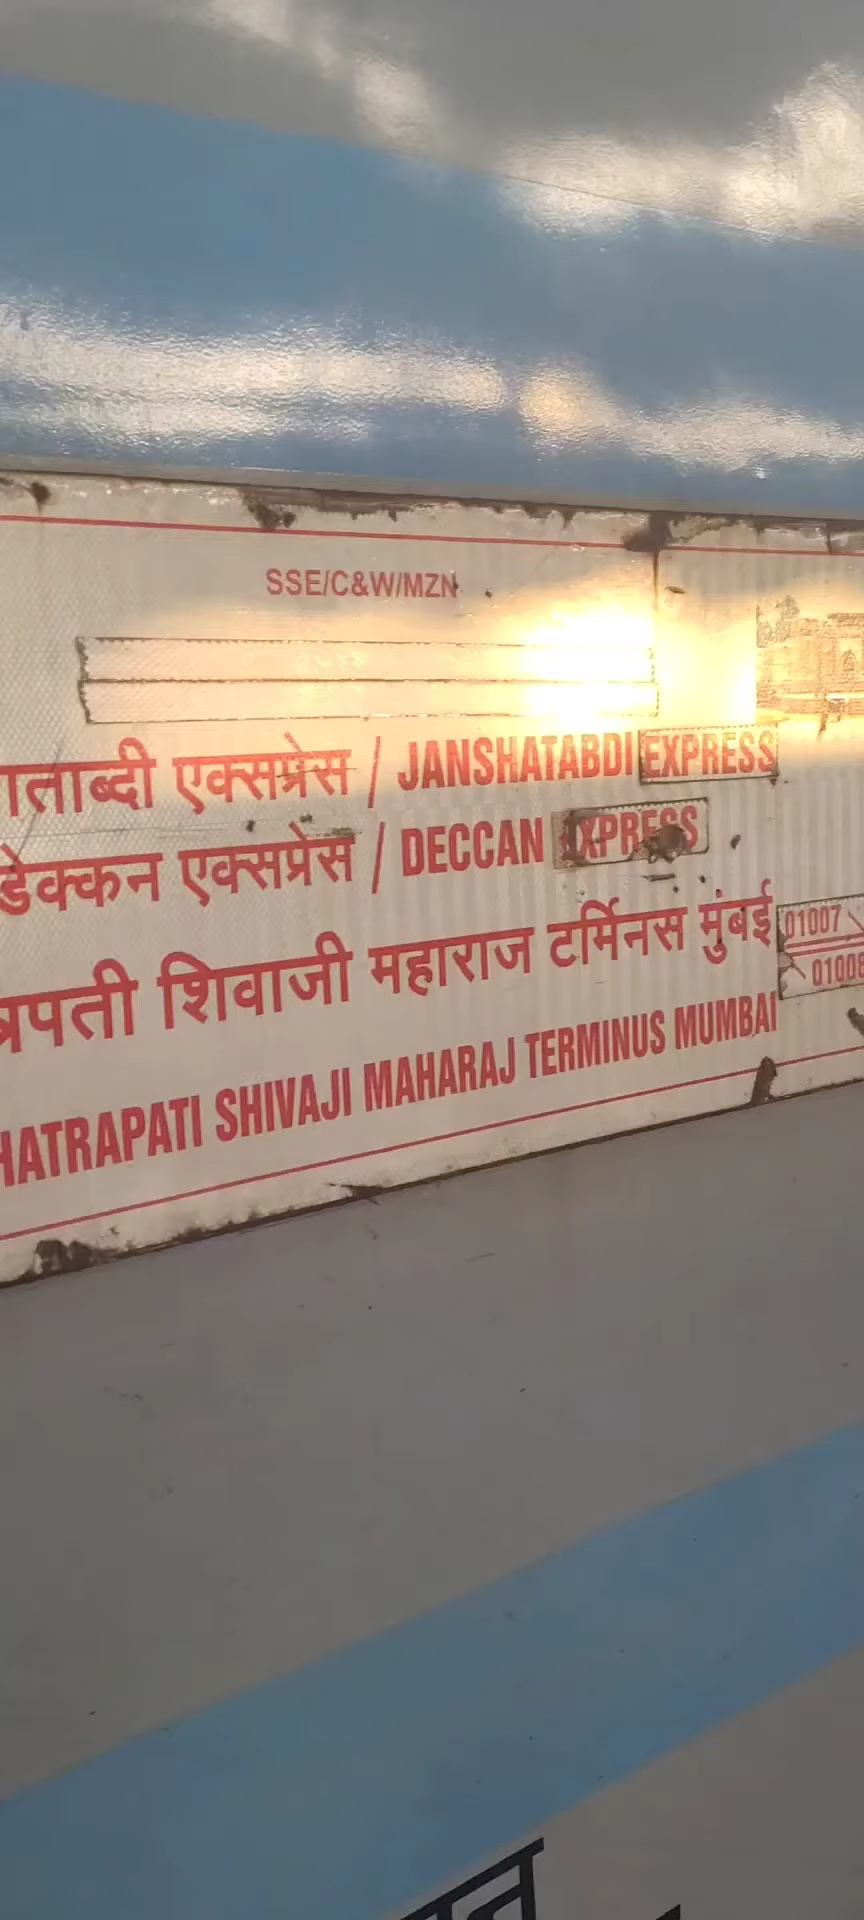 SSE/C&W/MZN
ाताब्दी एक्सप्रेस / JANSHATABDI EXPRESS
डेक्कन एक्सप्रेस / DECCAN EXPRESS
त्रपती शिवाजी महाराज टर्मिनस मुंबई
01007
01008
HATRAPATI SHIVAJI MAHARAJ TERMINUS MUMBAI